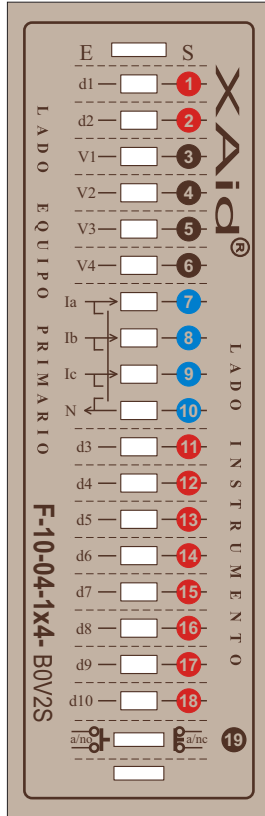 E S
d1 1
d2 2
V1 3
V2 4
V3 5
V4 6
Ia 7
Ib 8
Ic 9
N 10
d3 11
d4 12
d5 13
d6 14
d7 15
d8 16
d9 17
d10 18
a/no a/nc 19
LADO EQUIPO PRIMARIO
F-10-04-1x4- B0V2S
XAid®
LADO INSTRUMENTO